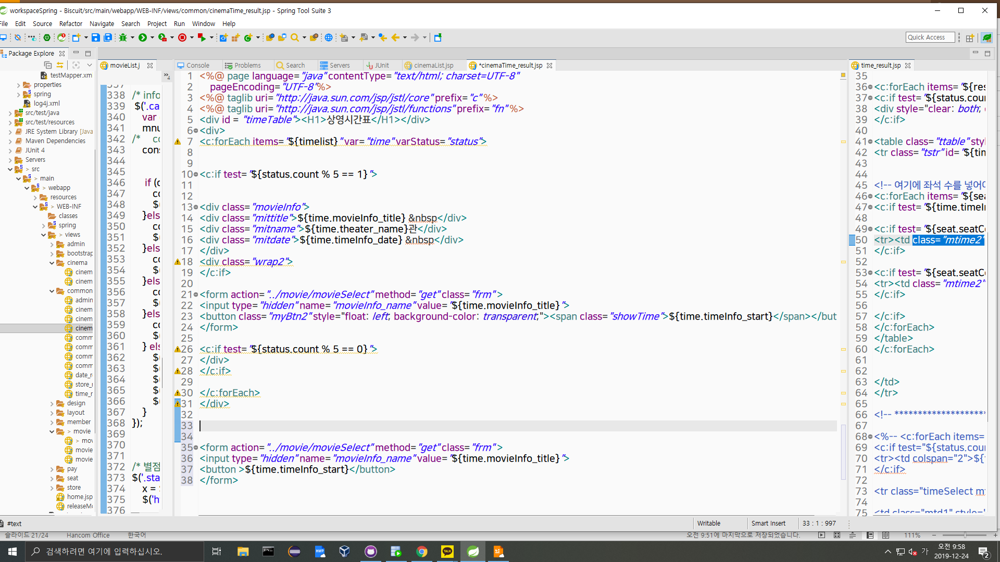 workspaceSpring - Biscuit/src/main/webapp/WEB-INF/views/common/cinemaTime_result.jsp - Spring Tool Suite 3
File Edit Source Refactor Navigate Search Project Run Window Help
Quick Access
Package Explore
testMapper.xm
properties
spring
log4j.xml
src/test/java
src/test/resources
JRE System Library [Java
Maven Dependencies
JUnit 4
Servers
> src
> main
> webapp
resources
> WEB-INF
classes
spring
> views
admin
bootstrap
cinema
cinem
cinem
common
admin
cinem
cinem
cinem
comm
comm
comm
comm
date_r
store_r
time_r
design
layout
member
> movie
> mov
movie
movie
pay
seat
store
home.jsp
releaseM
movieList.j
337
338 /* info
339 $('.ca
340 var
341 mnu
342 /* co
343 cons
344
345
346 if (c
347 cc
348 $(
349 }els
350 cc
351 $(
352 }els
353 cc
354 $(
355 }els
356 cc
357 $(
358 }els
359 cc
360 $(
361 } els
362 $(
363 $(
364 $(
365 $(
366 $(
367 }
368 });
369
370
371
372 /* 별점
373 $('.sta
374 x = $
375 $('h
376
Console Problems Search Servers JUnit cinemaList.jsp *cinemaTime_result.jsp
1 <%@ page language="java" contentType="text/html; charset=UTF-8"
2 pageEncoding="UTF-8"%>
3 <%@ taglib uri="http://java.sun.com/jsp/jstl/core" prefix="c"%>
4 <%@ taglib uri="http://java.sun.com/jsp/jstl/functions" prefix="fn"%>
5 <div id = "timeTable"><H1>상영시간표</H1></div>
6 <div>
7 <c:forEach items="${timelist}" var="time" varStatus="status">
8
9
10 <c:if test="${status.count % 5 == 1}">
11
12
13 <div class="movieInfo">
14 <div class="mittitle">${time.movieInfo_title} &nbsp</div>
15 <div class="mitname">${time.theater_name}관</div>
16 <div class="mitdate">${time.timeInfo_date} &nbsp</div>
17 </div>
18 <div class="wrap2">
19 </c:if>
20
21 <form action="../movie/movieSelect" method="get" class="frm">
22 <input type="hidden" name="movieInfo_name" value="${time.movieInfo_title}">
23 <button class="myBtn2" style="float: left; background-color: transparent;"><span class="showTime">${time.timeInfo_start}</span></but
24 </form>
25
26 <c:if test="${status.count % 5 == 0}">
27 </div>
28 </c:if>
29
30 </c:forEach>
31 </div>
32
33
34
35 <form action="../movie/movieSelect" method="get" class="frm">
36 <input type="hidden" name="movieInfo_name" value="${time.movieInfo_title}">
37 <button >${time.timeInfo_start}</button>
38 </form>
time_result.jsp
35
36 <c:forEach items="${res
37 <c:if test="${status.coun
38 <div style="clear: both;
39 </c:if>
40
41 <table class="ttable" styl
42 <tr class="tstr" id="${tim
43
44
45 <!-- 여기에 좌석 수를 넣어야
46 <c:forEach items="${sea
47 <c:if test="${time.timeI
48
49 <c:if test="${seat.seatC
50 <tr><td class="mtime2"
51 </c:if>
52
53 <c:if test="${seat.seatC
54 <tr><td class="mtime2"
55 </c:if>
56
57 </c:if>
58 </c:forEach>
59 </table>
60 </c:forEach>
61
62
63 </td>
64 </tr>
65
66 <!-- ********************
67
68 <%-- <c:forEach items=
69 <c:if test="${status.cour
70 <tr><td colspan="2">${
71 </c:if>
72
73 <tr class="timeSelect m
74
75 <td class="mtd1" style="
#text
Writable Smart Insert 33 : 1 : 997
슬라이드 21/24 Hancom Office 한국어
오전 9:51에 마지막으로 저장되었습니다.
111%
검색하려면 여기에 입력하십시오.
HWP
TALK
가
오전 9:58
2019-12-24
2